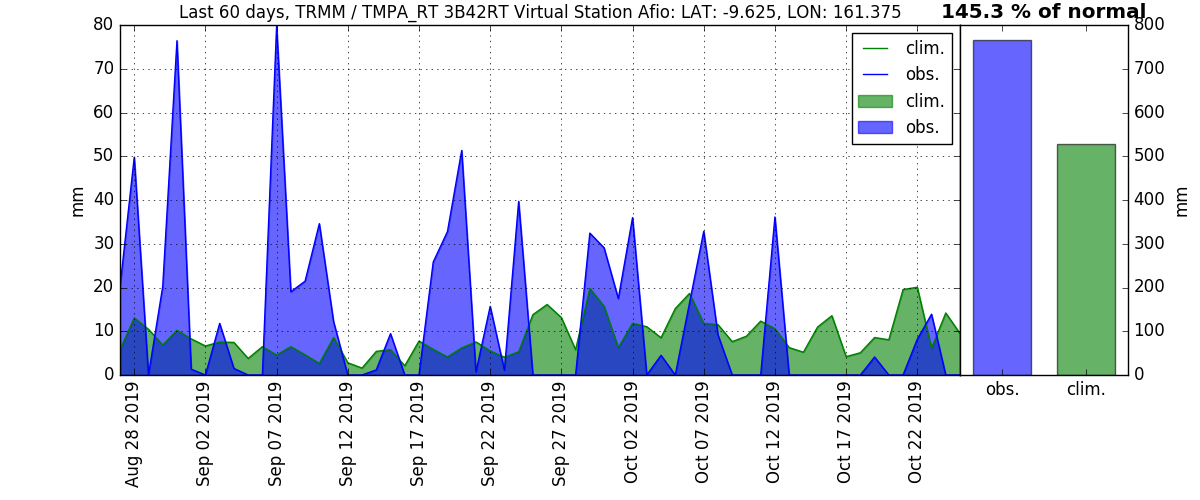 Last 60 days, TRMM / TMPA_RT 3B42RT Virtual Station Afio: LAT: -9.625, LON: 161.375
145.3 % of normal
80
70
60
50
40
30
20
10
0
mm
clim.
obs.
clim.
obs.
800
700
600
500
400
300
200
100
0
mm
Aug 28 2019
Sep 02 2019
Sep 07 2019
Sep 12 2019
Sep 17 2019
Sep 22 2019
Sep 27 2019
Oct 02 2019
Oct 07 2019
Oct 12 2019
Oct 17 2019
Oct 22 2019
obs.
clim.